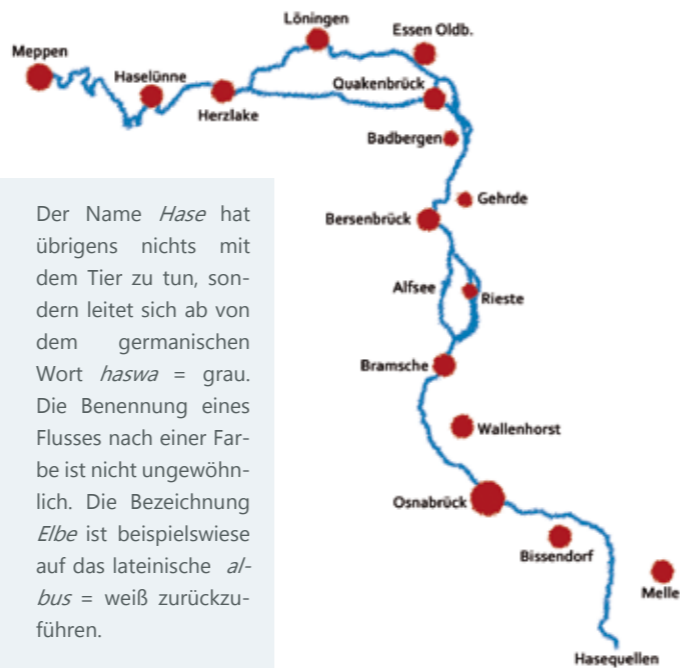 Löningen
Essen Oldb.
Meppen
Haselünne
Quakenbrück
Herzlake
Badbergen
Gehrde
Bersenbrück
Alfsee
Rieste
Bramsche
Wallenhorst
Osnabrück
Bissendorf
Melle
Hasequellen
Der Name Hase hat
übrigens nichts mit
dem Tier zu tun, son-
dern leitet sich ab von
dem germanischen
Wort haswa = grau.
Die Benennung eines
Flusses nach einer Far-
be ist nicht ungewöhn-
lich. Die Bezeichnung
Elbe ist beispielswiese
auf das lateinische al-
bus = weiß zurückzu-
führen.